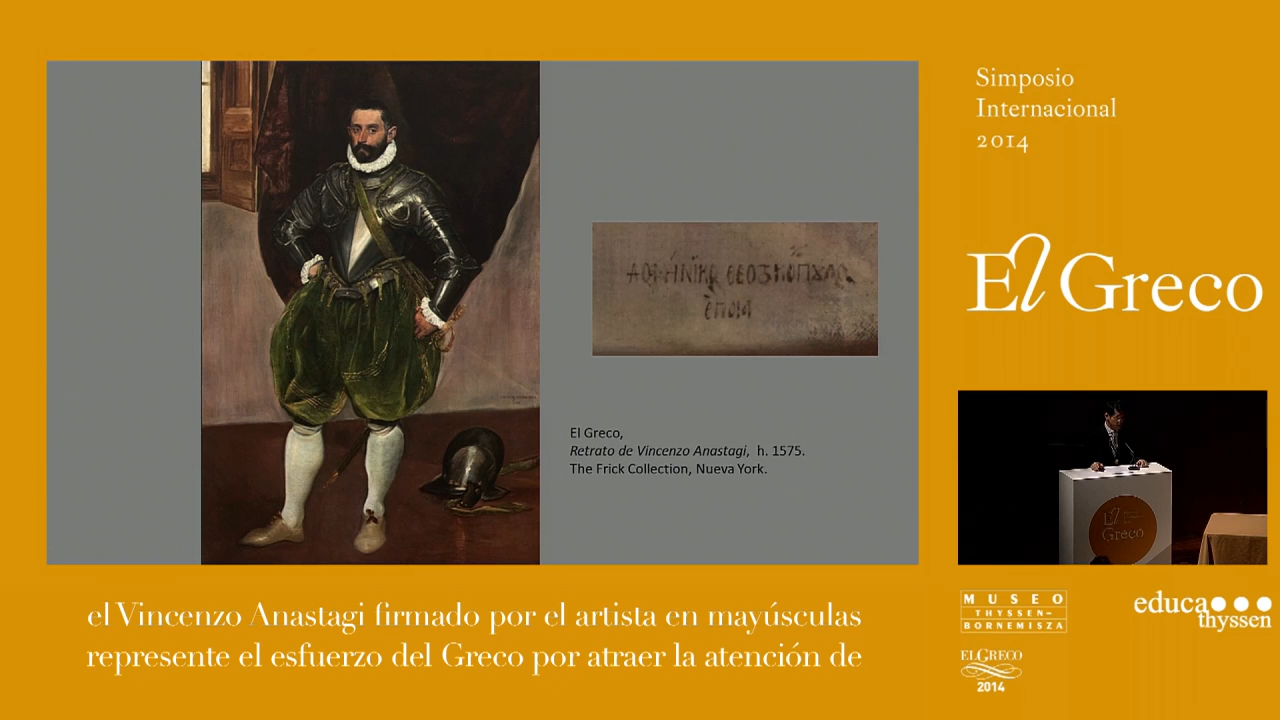 Simposio
Internacional
2014
El Greco
El Greco,
Retrato de Vincenzo Anastagi, h. 1575.
The Frick Collection, Nueva York.
El
Greco
el Vincenzo Anastagi firmado por el artista en mayúsculas
represente el esfuerzo del Greco por atraer la atención de
MUSEO
THYSSEN-
BORNEMISZA
educa
thyssen
ELGRECO
2014